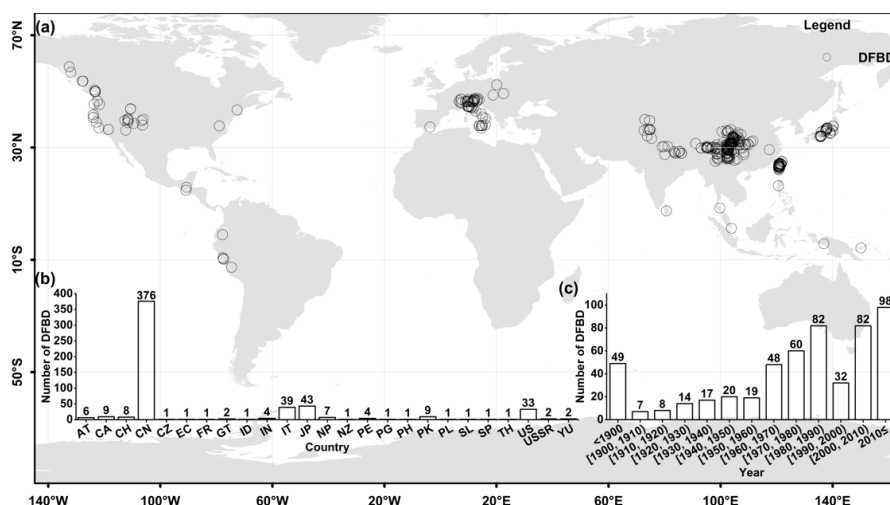 (a)
Legend
DFBD
70°N
30°N
10°S
50°S
(b)
Number of DFBD
400
350
300
250
200
150
100
50
0
6 9 8 376 1 1 1 2 1 4 39 43 7 1 4 1 1 9 1 1 1 1 33 2 2
AT CA CH CN CZ EC FR GT ID IN IT JP NP NZ PE PG PH PK PL SL SP TH US USSR YU
Country
(c)
Number of DFBD
100
80
60
40
20
0
49 7 8 14 17 20 19 48 60 82 32 82 98
<1900 [1900, 1910) [1910, 1920) [1920, 1930) [1930, 1940) [1940, 1950) [1950, 1960) [1960, 1970) [1970, 1980) [1980, 1990) [1990, 2000) [2000, 2010) 2010≤
Year
140°W 100°W 60°W 20°W 20°E 60°E 100°E 140°E